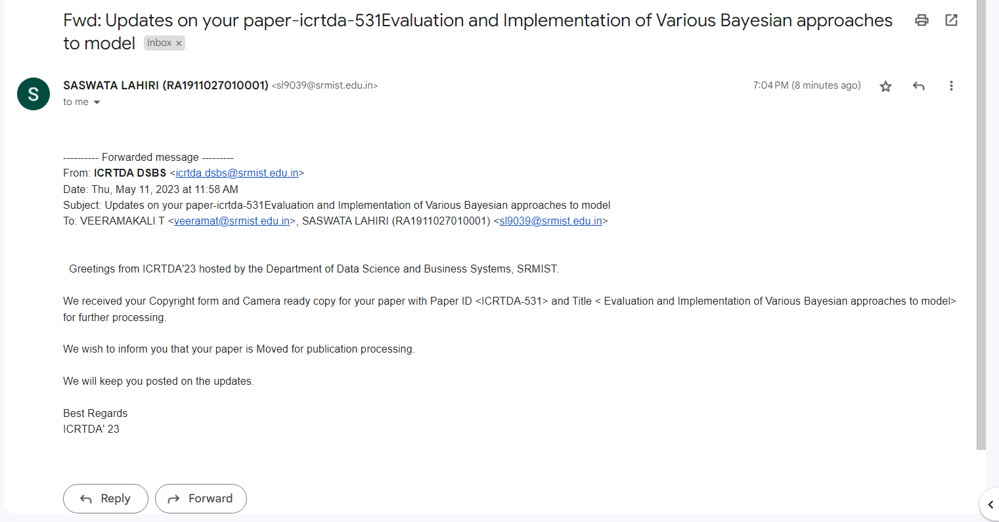 Fwd: Updates on your paper-icrtda-531Evaluation and Implementation of Various Bayesian approaches
to model Inbox ×
S
SASWATA LAHIRI (RA1911027010001) <sl9039@srmist.edu.in>
7:04 PM (8 minutes ago)
to me
---------- Forwarded message ---------
From: ICRTDA DSBS <icrtda.dsbs@srmist.edu.in>
Date: Thu, May 11, 2023 at 11:58 AM
Subject: Updates on your paper-icrtda-531Evaluation and Implementation of Various Bayesian approaches to model
To: VEERAMAKALI T <veeramat@srmist.edu.in>, SASWATA LAHIRI (RA1911027010001) <sl9039@srmist.edu.in>
Greetings from ICRTDA'23 hosted by the Department of Data Science and Business Systems, SRMIST.
We received your Copyright form and Camera ready copy for your paper with Paper ID <ICRTDA-531> and Title < Evaluation and Implementation of Various Bayesian approaches to model>
for further processing.
We wish to inform you that your paper is Moved for publication processing.
We will keep you posted on the updates.
Best Regards
ICRTDA' 23
Reply
Forward